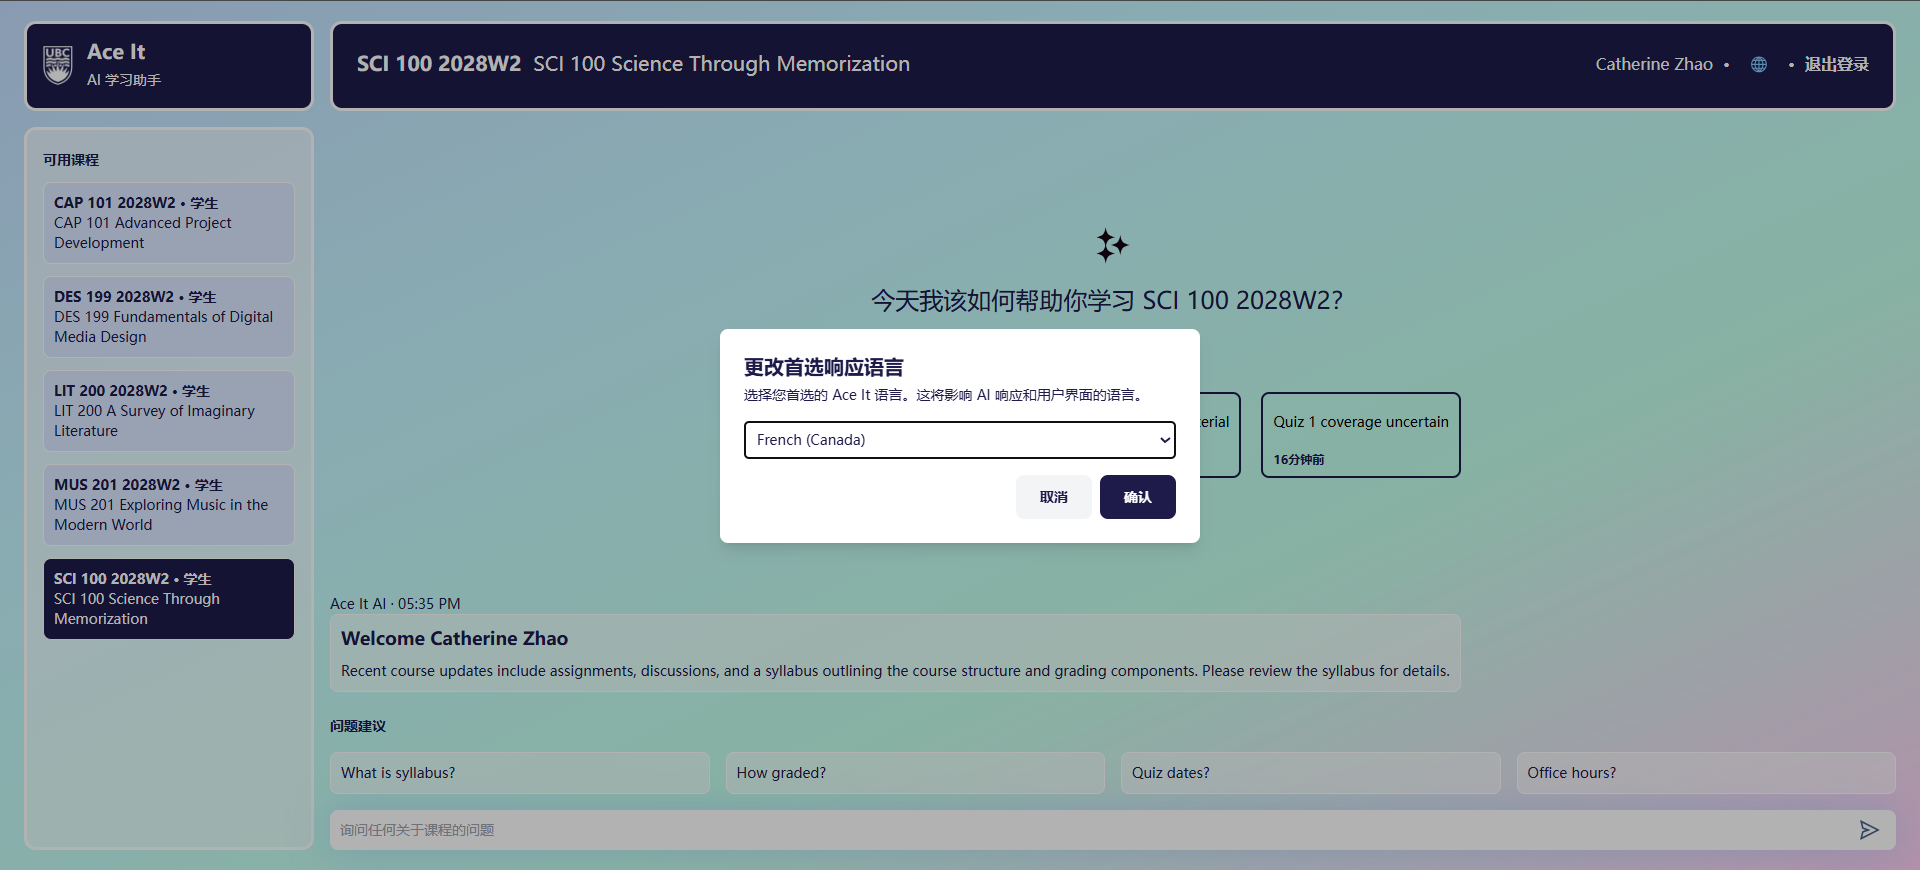 UBC
Ace It
AI 学习助手
SCI 100 2028W2 SCI 100 Science Through Memorization
Catherine Zhao • • 退出登录
可用课程
CAP 101 2028W2 • 学生
CAP 101 Advanced Project
Development
DES 199 2028W2 • 学生
DES 199 Fundamentals of Digital
Media Design
LIT 200 2028W2 • 学生
LIT 200 A Survey of Imaginary
Literature
MUS 201 2028W2 • 学生
MUS 201 Exploring Music in the
Modern World
SCI 100 2028W2 • 学生
SCI 100 Science Through
Memorization
今天我该如何帮助你学习 SCI 100 2028W2?
更改首选响应语言
选择您首选的 Ace It 语言。这将影响 AI 响应和用户界面的语言。
French (Canada)
取消
确认
Quiz 1 coverage uncertain
16分钟前
Ace It AI · 05:35 PM
Welcome Catherine Zhao
Recent course updates include assignments, discussions, and a syllabus outlining the course structure and grading components. Please review the syllabus for details.
问题建议
What is syllabus?
How graded?
Quiz dates?
Office hours?
询问任何关于课程的问题